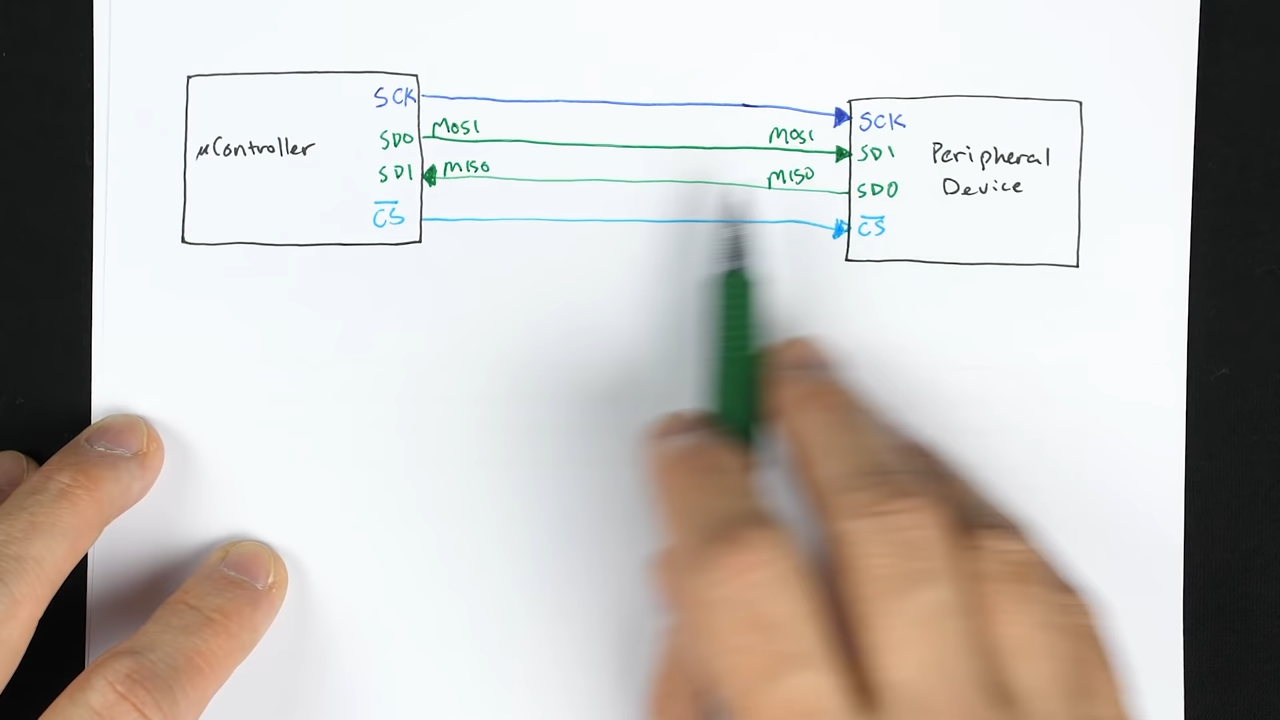 SCK
SDO
SDI
CS
μController
MOSI
MISO
MOSI
MISO
SCK
SDI
SDO
CS
Peripheral
Device